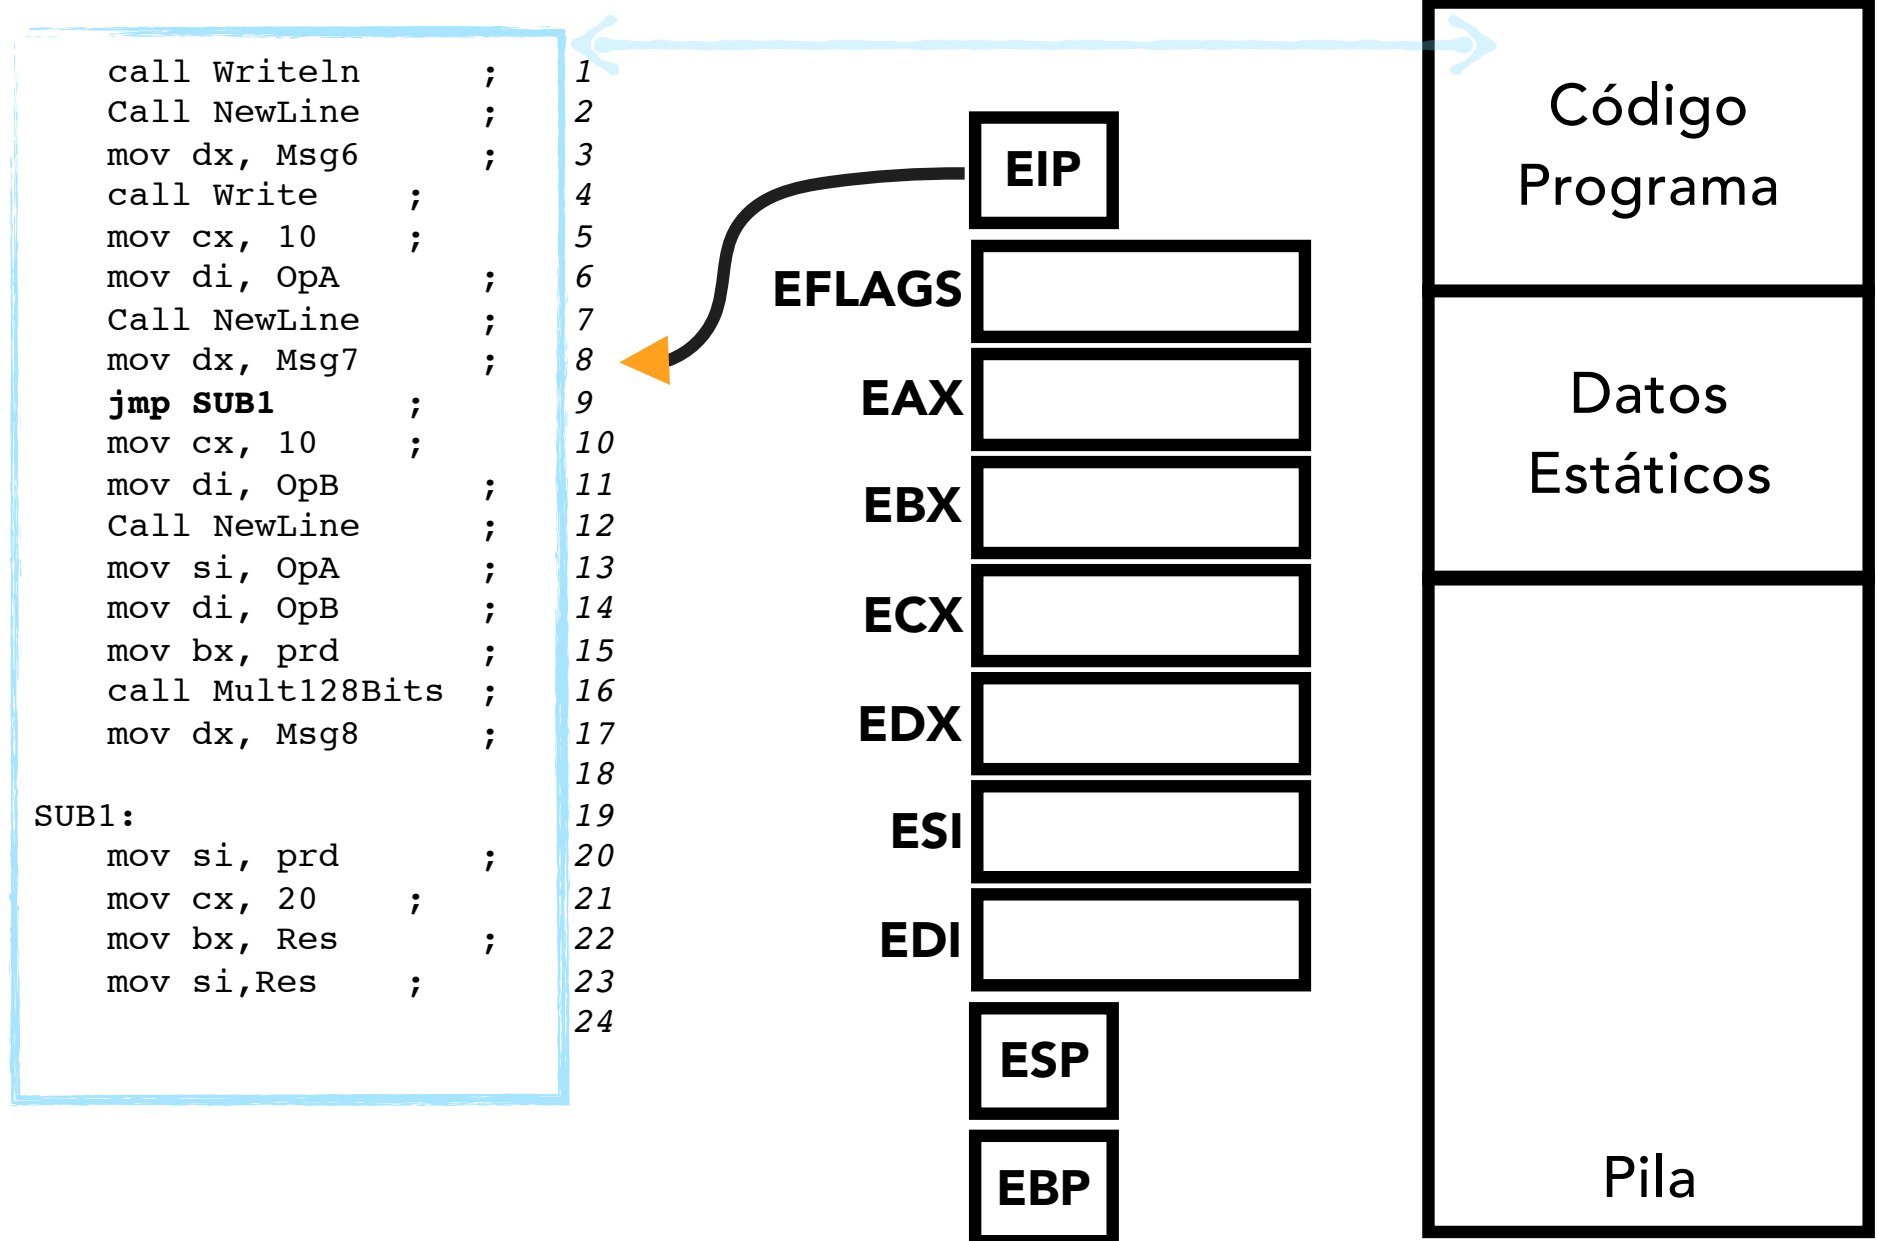 call Writeln ; 1
Call NewLine ; 2
mov dx, Msg6 ; 3
call Write ; 4
mov cx, 10 ; 5
mov di, OpA ; 6
Call NewLine ; 7
mov dx, Msg7 ; 8
jmp SUB1 ; 9
mov cx, 10 ; 10
mov di, OpB ; 11
Call NewLine ; 12
mov si, OpA ; 13
mov di, OpB ; 14
mov bx, prd ; 15
call Mult128Bits ; 16
mov dx, Msg8 ; 17
18
SUB1: 19
mov si, prd ; 20
mov cx, 20 ; 21
mov bx, Res ; 22
mov si,Res ; 23
24
EIP
EFLAGS
EAX
EBX
ECX
EDX
ESI
EDI
ESP
EBP
Código
Programa
Datos
Estáticos
Pila